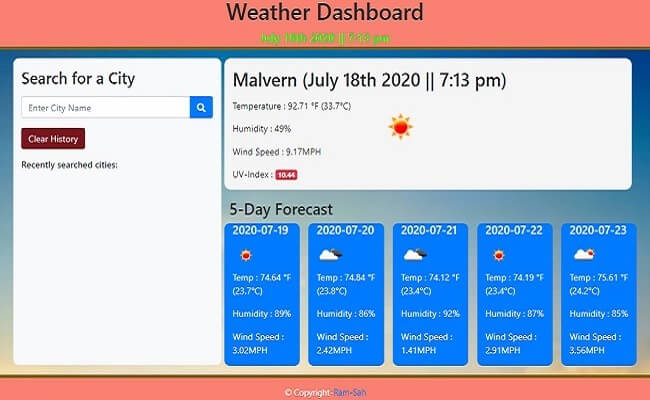 Weather Dashboard
July 18th 2020 || 7:13 pm
Search for a City
Enter City Name
Clear History
Recently searched cities:
Malvern (July 18th 2020 || 7:13 pm)
Temperature : 92.71 °F (33.7°C)
Humidity : 49%
Wind Speed : 9.17MPH
UV-Index : 10.44
5-Day Forecast
2020-07-19
Temp : 74.64 °F
(23.7°C)
Humidity : 89%
Wind Speed :
3.02MPH
2020-07-20
Temp : 74.84 °F
(23.8°C)
Humidity : 86%
Wind Speed :
2.42MPH
2020-07-21
Temp : 74.12 °F
(23.4°C)
Humidity : 92%
Wind Speed :
1.41MPH
2020-07-22
Temp : 74.19 °F
(23.4°C)
Humidity : 87%
Wind Speed :
2.91MPH
2020-07-23
Temp : 75.61 °F
(24.2°C)
Humidity : 85%
Wind Speed :
3.56MPH
© Copyright-Ram-Sah